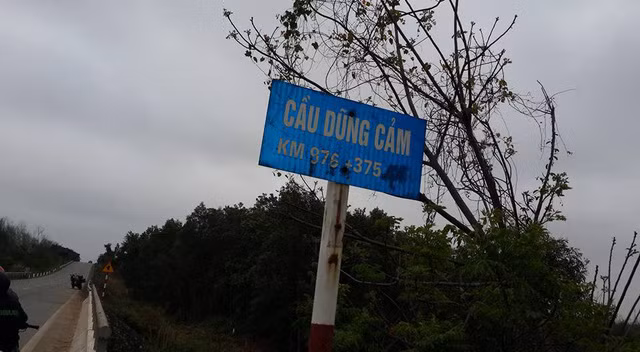 CẦU DŨNG CẢM
KM 976+375